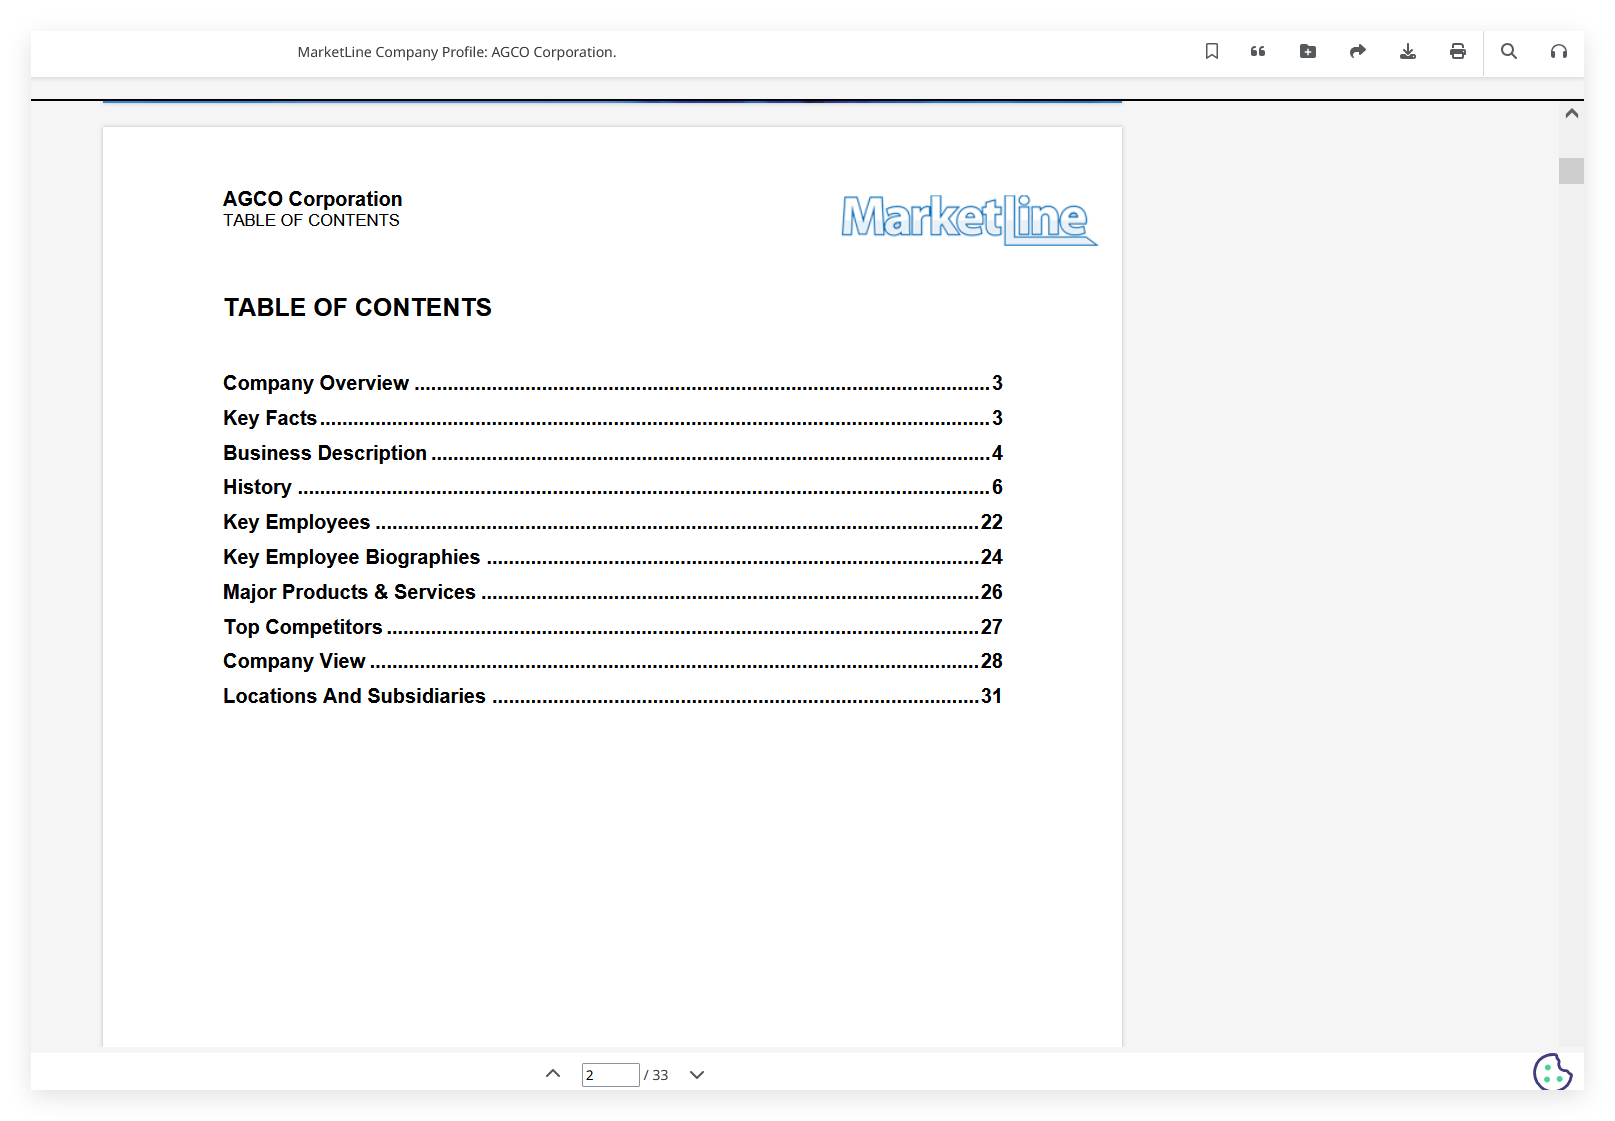 MarketLine Company Profile: AGCO Corporation.
AGCO Corporation
TABLE OF CONTENTS
MarketLine
TABLE OF CONTENTS
Company Overview ........................................................................................................ 3
Key Facts ........................................................................................................................ 3
Business Description ..................................................................................................... 4
History ............................................................................................................................ 6
Key Employees ............................................................................................................. 22
Key Employee Biographies ......................................................................................... 24
Major Products & Services .......................................................................................... 26
Top Competitors ........................................................................................................... 27
Company View .............................................................................................................. 28
Locations And Subsidiaries ........................................................................................ 31
2 / 33